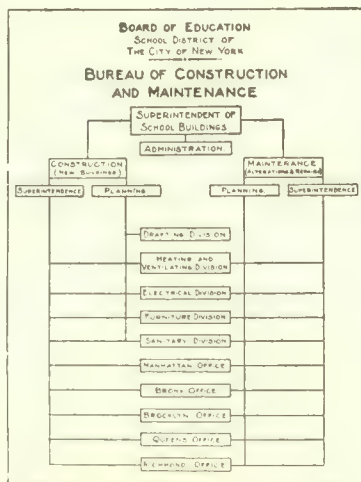 BOARD OF EDUCATION
SCHOOL DISTRICT OF
THE CITY OF NEW YORK
BUREAU OF CONSTRUCTION
AND MAINTENANCE
SUPERINTENDENT OF
SCHOOL BUILDINGS
ADMINISTRATION
CONSTRUCTION
(NEW BUILDINGS)
MAINTENANCE
(ALTERATIONS & REPAIRS)
SUPERINTENDENCE
PLANNING
PLANNING
SUPERINTENDENCE
DRAFTING DIVISION
HEATING AND
VENTILATING DIVISION
ELECTRICAL DIVISION
FURNITURE DIVISION
SANITARY DIVISION
MANHATTAN OFFICE
BRONX OFFICE
BROOKLYN OFFICE
QUEENS OFFICE
RICHMOND OFFICE